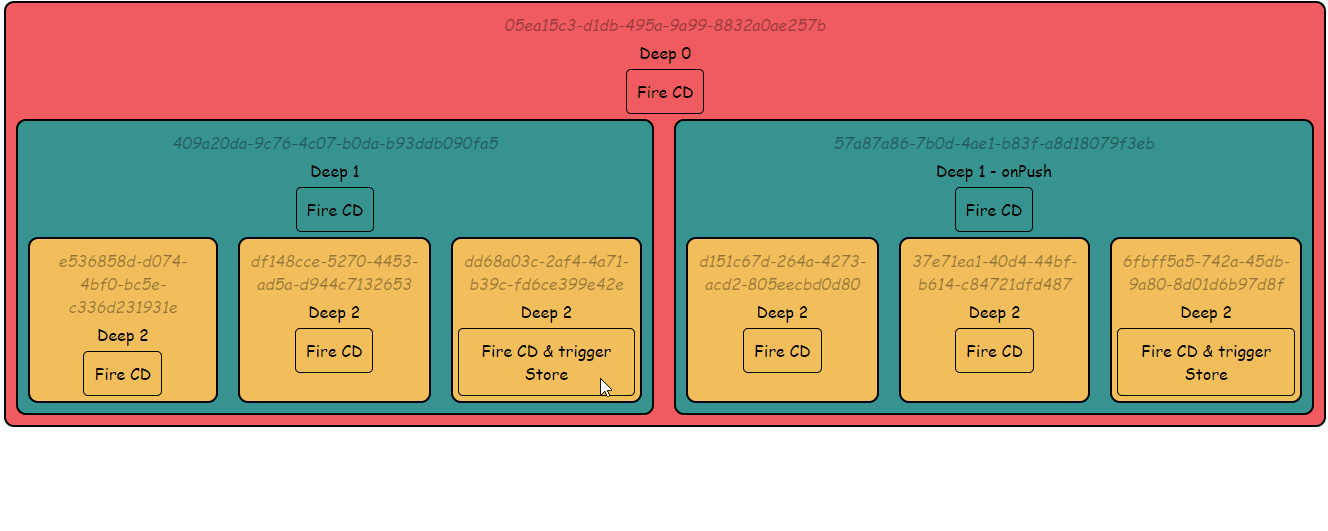 05ea15c3-d1db-495a-9a99-8832a0ae257b
Deep 0
Fire CD
409a20da-9c76-4c07-b0da-b93ddb090fa5
Deep 1
Fire CD
e536858d-d074-
4bf0-bc5e-
c336d231931e
Deep 2
Fire CD
df148cce-5270-4453-
ad5a-d944c7132653
Deep 2
Fire CD
dd68a03c-2af4-4a71-
b39c-fd6ce399e42e
Deep 2
Fire CD & trigger
Store
57a87a86-7b0d-4ae1-b83f-a8d18079f3eb
Deep 1 - onPush
Fire CD
d151c67d-264a-4273-
acd2-805eecbd0d80
Deep 2
Fire CD
37e71ea1-40d4-44bf-
b614-c84721dfd487
Deep 2
Fire CD
6fbff5a5-742a-45db-
9a80-8d01d6b97d8f
Deep 2
Fire CD & trigger
Store